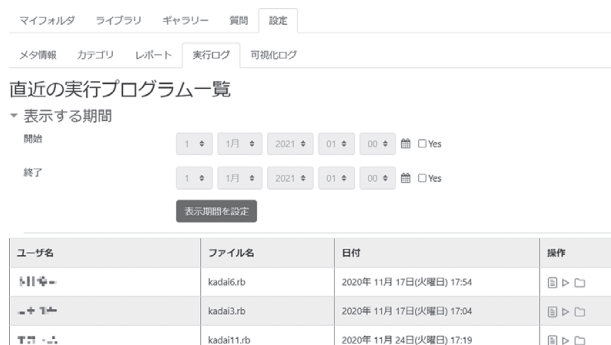 マイフォルダ ライブラリ ギャラリー 質問 設定
メタ情報 カテゴリ レポート 実行ログ 可視化ログ
直近の実行プログラム一覧
表示する期間
開始 1 1月 2021 01 00 Yes
終了 1 1月 2021 01 00 Yes
表示期間を設定
ユーザ名 ファイル名 日付 操作
kadai6.rb 2020年 11月 17日(火曜日) 17:54
kadai3.rb 2020年 11月 17日(火曜日) 17:04
kadai11.rb 2020年 11月 24日(火曜日) 17:19